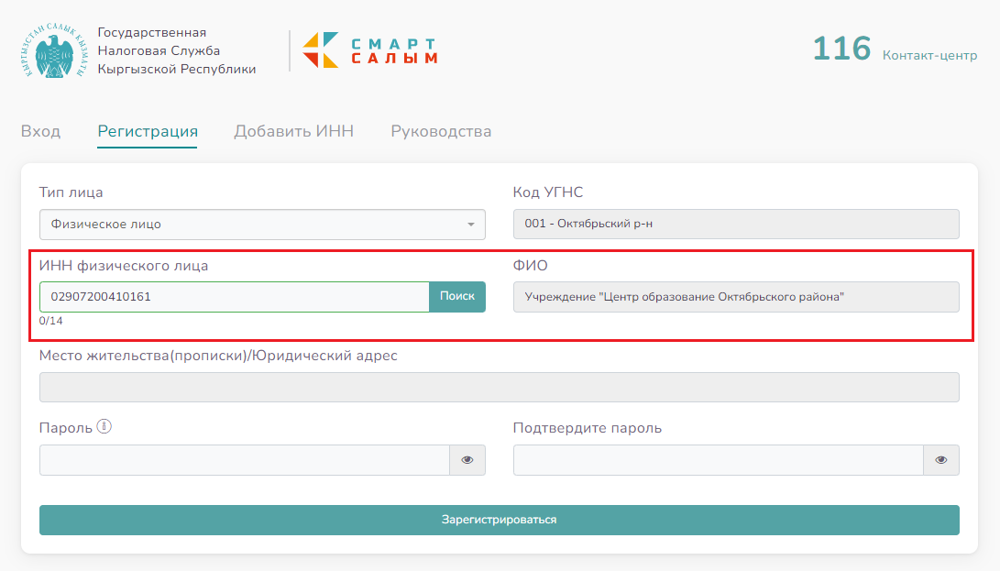 КЫРГЫЗСТАН САЛЫК КЫЗМАТЫ
Государственная
Налоговая Служба
Кыргызской Республики
СМАРТ
САЛЫМ
116 Контакт-центр
Вход Регистрация Добавить ИНН Руководства
Тип лица Код УГНС
Физическое лицо 001 - Октябрьский р-н
ИНН физического лица ФИО
02907200410161 Поиск Учреждение "Центр образование Октябрьского района"
0/14
Место жительства(прописки)/Юридический адрес
Пароль Подтвердите пароль
Зарегистрироваться